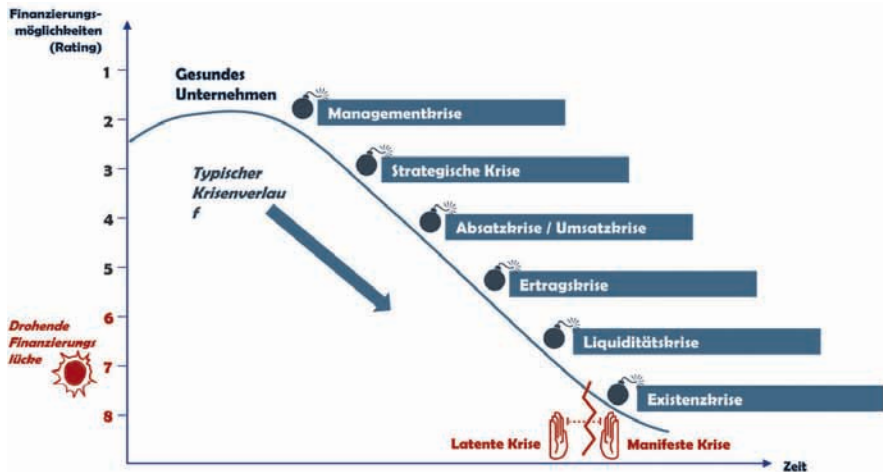 Finanzierungs-
möglichkeiten
(Rating)
1
Gesundes
Unternehmen
Managementkrise
2
3
Strategische Krise
Typischer
Krisenverlau
f
4
Absatzkrise / Umsatzkrise
5
Ertragskrise
6
Drohende
Finanzierungs
lücke
Liquiditätskrise
7
Existenzkrise
8
Latente Krise
Manifeste Krise
Zeit